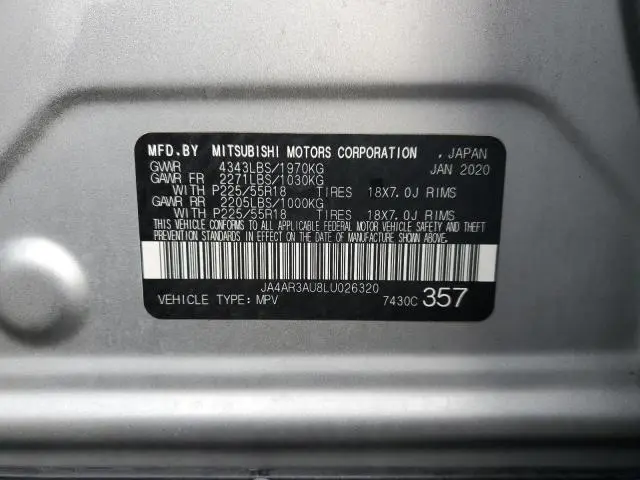 MFD.BY MITSUBISHI MOTORS CORPORATION , JAPAN
GVWR 4343LBS/1970KG JAN 2020
GAWR FR 2271LBS/1030KG
WITH P225/55R18 TIRES 18X7.0J RIMS
GAWR RR 2205LBS/1000KG
WITH P225/55R18 TIRES 18X7.0J RIMS
THIS VEHICLE CONFORMS TO ALL APPLICABLE FEDERAL MOTOR VEHICLE SAFETY AND THEFT
PREVENTION STANDARDS IN EFFECT ON THE DATE OF MANUFACTURE SHOWN ABOVE.
JA4AR3AU8LU026320
VEHICLE TYPE: MPV 7430C 357